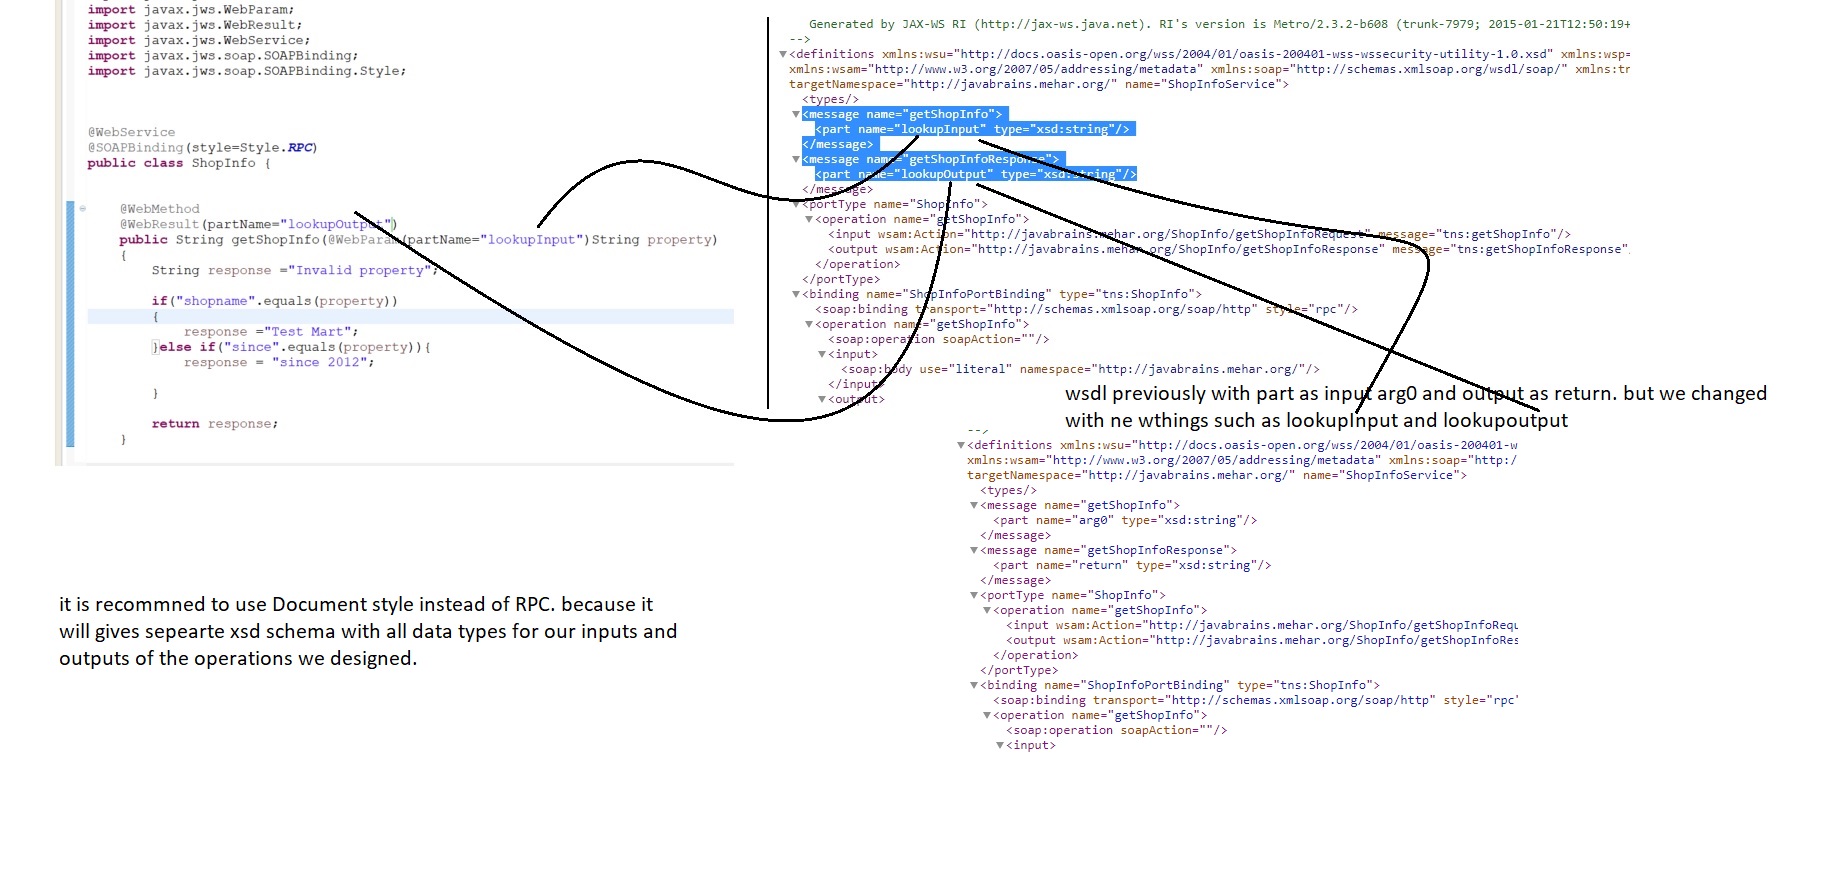 import javax.jws.WebParam;
import javax.jws.WebResult;
import javax.jws.WebService;
import javax.jws.soap.SOAPBinding;
import javax.jws.soap.SOAPBinding.Style;
@WebService
@SOAPBinding(style=Style.RPC)
public class ShopInfo {
@WebMethod
@WebResult(partName="lookupOutput")
public String getShopInfo(@WebParam(partName="lookupInput")String property)
{
String response ="Invalid property";
if("shopname".equals(property))
{
response ="Test Mart";
}else if("since".equals(property)){
response = "since 2012";
}
return response;
}
it is recommned to use Document style instead of RPC. because it
will gives sepearte xsd schema with all data types for our inputs and
outputs of the operations we designed.
Generated by JAX-WS RI (http://jax-ws.java.net). RI's version is Metro/2.3.2-b608 (trunk-7979; 2015-01-21T12:50:19+
-->
<definitions xmlns:wsu="http://docs.oasis-open.org/wss/2004/01/oasis-200401-wss-wssecurity-utility-1.0.xsd" xmlns:wsp=
xmlns:wsam="http://www.w3.org/2007/05/addressing/metadata" xmlns:soap="http://schemas.xmlsoap.org/wsdl/soap/" xmlns:tr
targetNamespace="http://javabrains.mehar.org/" name="ShopInfoService">
<types/>
<message name="getShopInfo">
<part name="lookupInput" type="xsd:string"/>
</message>
<message name="getShopInfoResponse">
<part name="lookupOutput" type="xsd:string"/>
</message>
<portType name="ShopInfo">
<operation name="getShopInfo">
<input wsam:Action="http://javabrains.mehar.org/ShopInfo/getShopInfoRequest" message="tns:getShopInfo"/>
<output wsam:Action="http://javabrains.mehar.org/ShopInfo/getShopInfoResponse" message="tns:getShopInfoResponse"
</operation>
</portType>
<binding name="ShopInfoPortBinding" type="tns:ShopInfo">
<soap:binding transport="http://schemas.xmlsoap.org/soap/http" style="rpc"/>
<operation name="getShopInfo">
<soap:operation soapAction=""/>
<input>
<soap:body use="literal" namespace="http://javabrains.mehar.org/"/>
</input>
<output>
wsdl previously with part as input arg0 and output as return. but we changed
with ne wthings such as lookupInput and lookupoutput
-->
<definitions xmlns:wsu="http://docs.oasis-open.org/wss/2004/01/oasis-200401-w
xmlns:wsam="http://www.w3.org/2007/05/addressing/metadata" xmlns:soap="http:/
targetNamespace="http://javabrains.mehar.org/" name="ShopInfoService">
<types/>
<message name="getShopInfo">
<part name="arg0" type="xsd:string"/>
</message>
<message name="getShopInfoResponse">
<part name="return" type="xsd:string"/>
</message>
<portType name="ShopInfo">
<operation name="getShopInfo">
<input wsam:Action="http://javabrains.mehar.org/ShopInfo/getShopInfoRequ
<output wsam:Action="http://javabrains.mehar.org/ShopInfo/getShopInfoRes
</operation>
</portType>
<binding name="ShopInfoPortBinding" type="tns:ShopInfo">
<soap:binding transport="http://schemas.xmlsoap.org/soap/http" style="rpc"
<operation name="getShopInfo">
<soap:operation soapAction=""/>
<input>